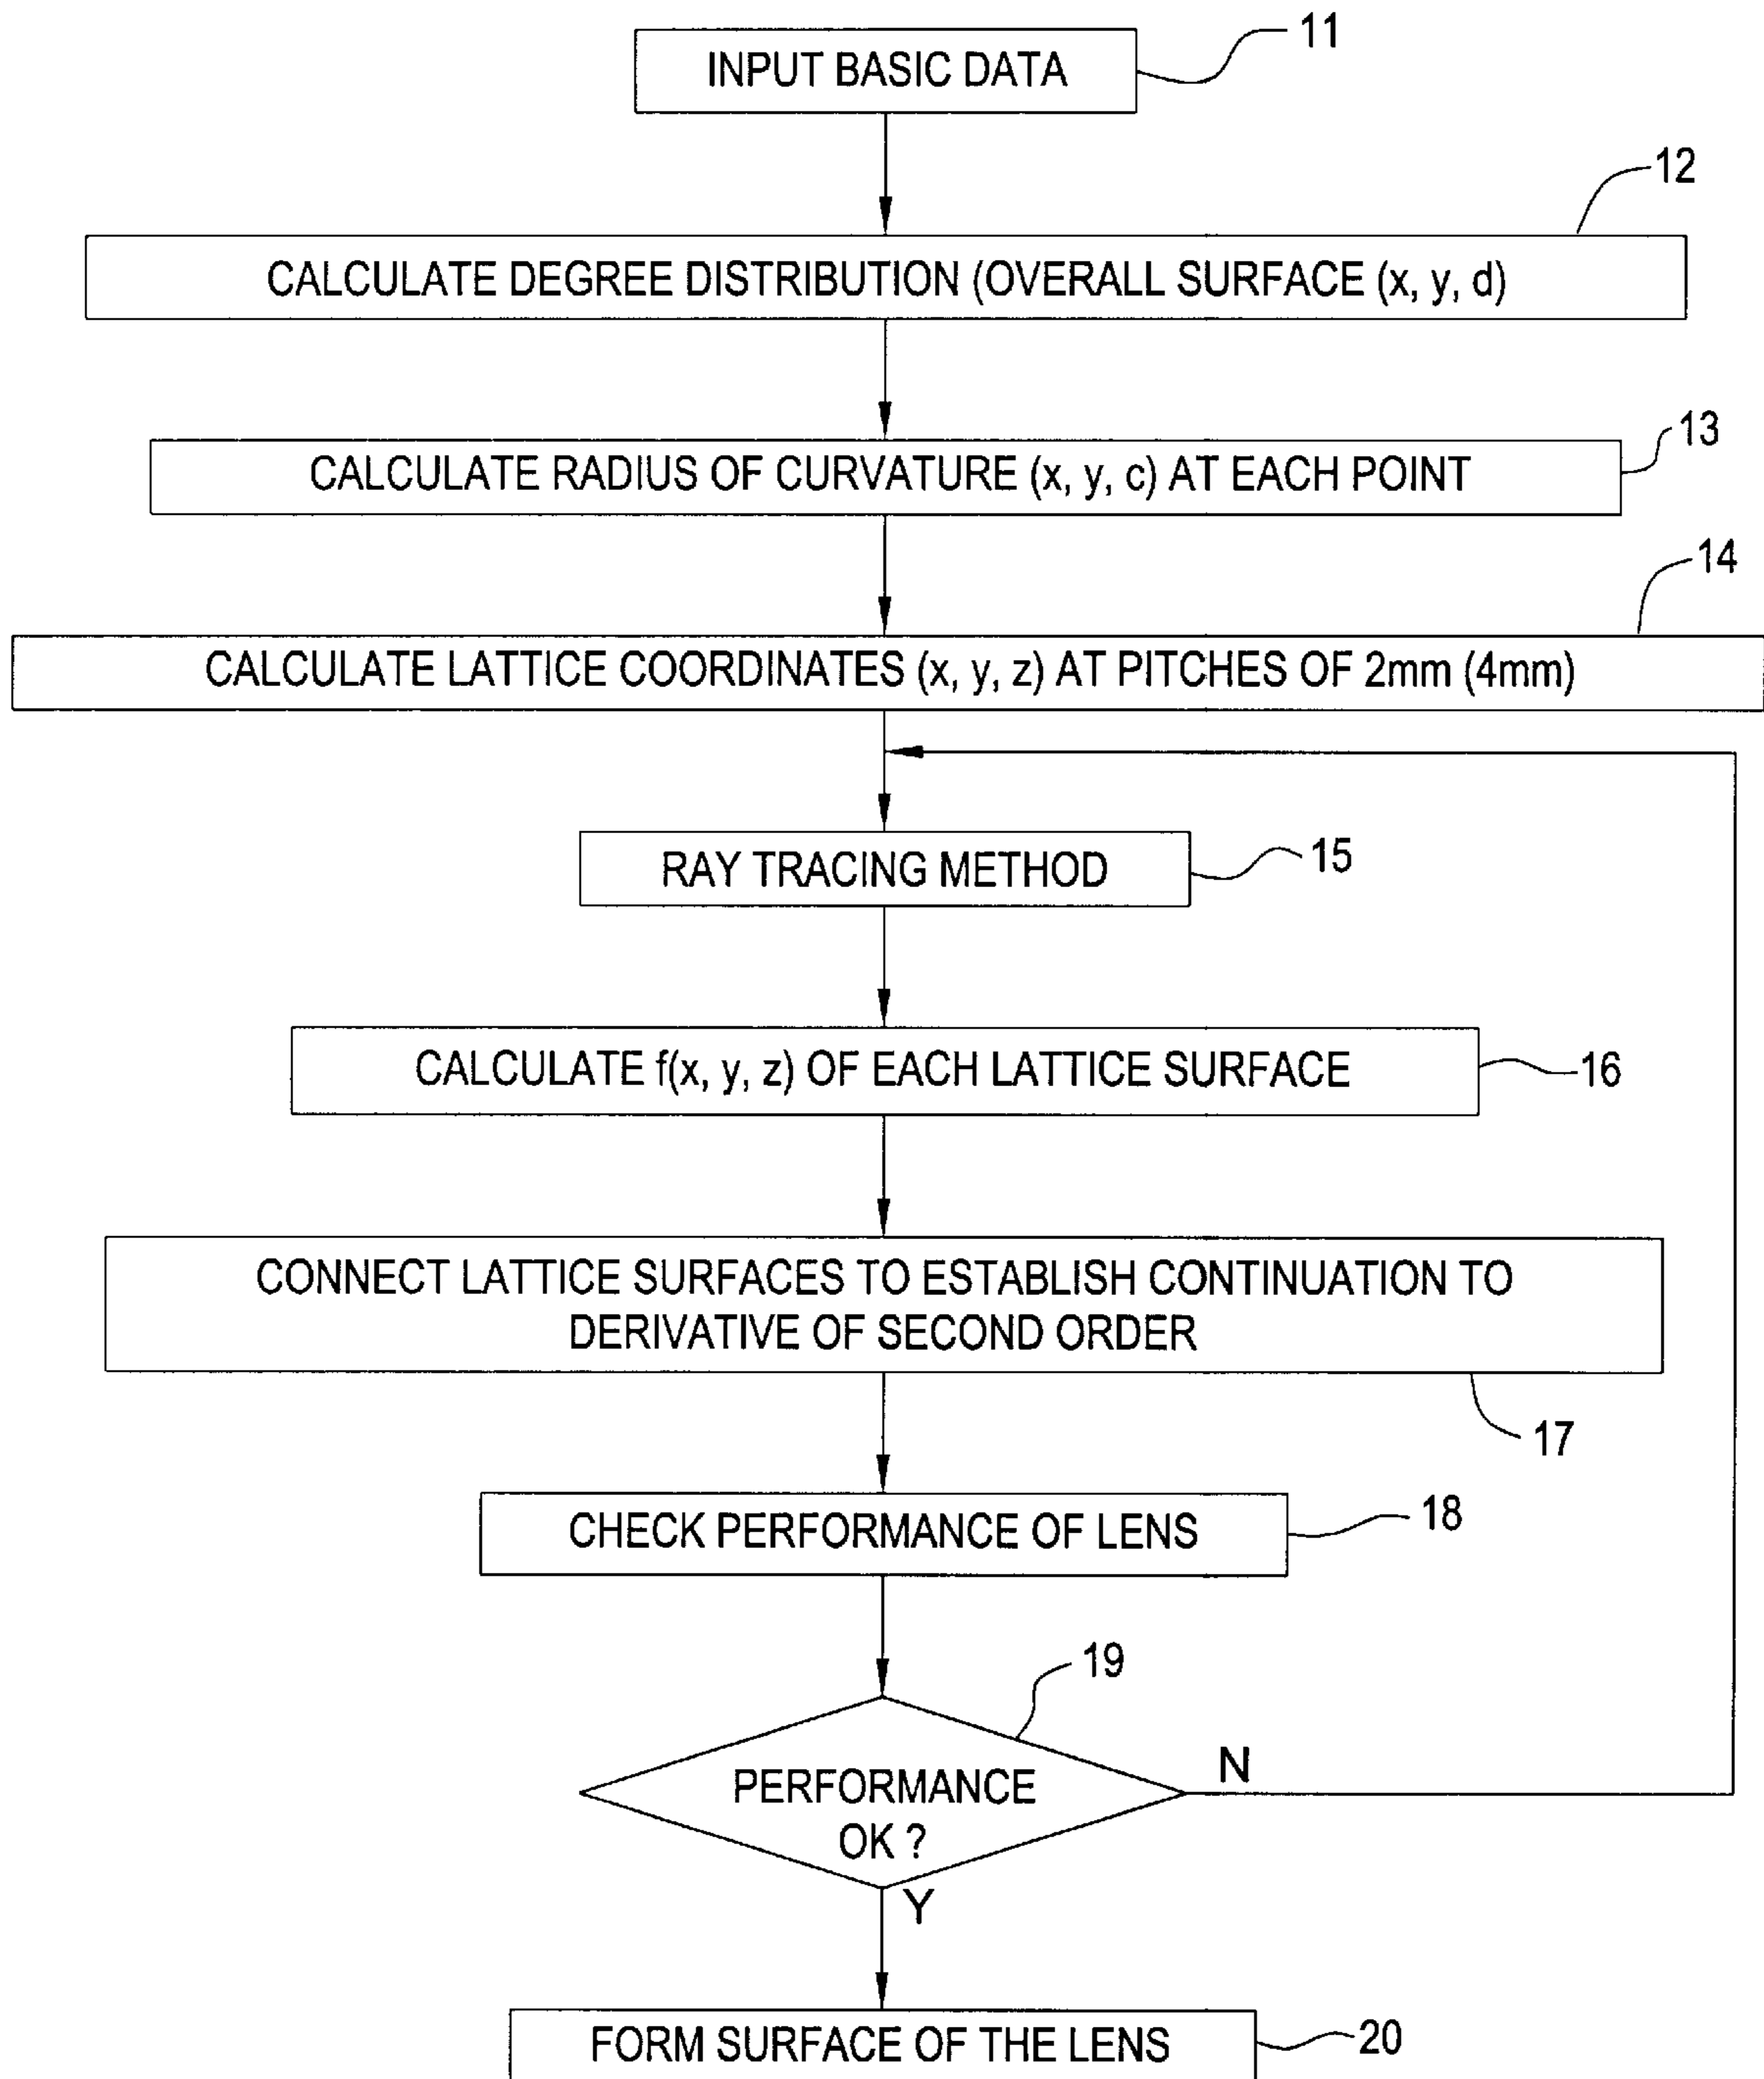 INPUT BASIC DATA
11
CALCULATE DEGREE DISTRIBUTION (OVERALL SURFACE (x, y, d)
12
CALCULATE RADIUS OF CURVATURE (x, y, c) AT EACH POINT
13
CALCULATE LATTICE COORDINATES (x, y, z) AT PITCHES OF 2mm (4mm)
14
RAY TRACING METHOD
15
CALCULATE f(x, y, z) OF EACH LATTICE SURFACE
16
CONNECT LATTICE SURFACES TO ESTABLISH CONTINUATION TO
DERIVATIVE OF SECOND ORDER
17
CHECK PERFORMANCE OF LENS
18
19
PERFORMANCE
OK ?
N
Y
FORM SURFACE OF THE LENS
20